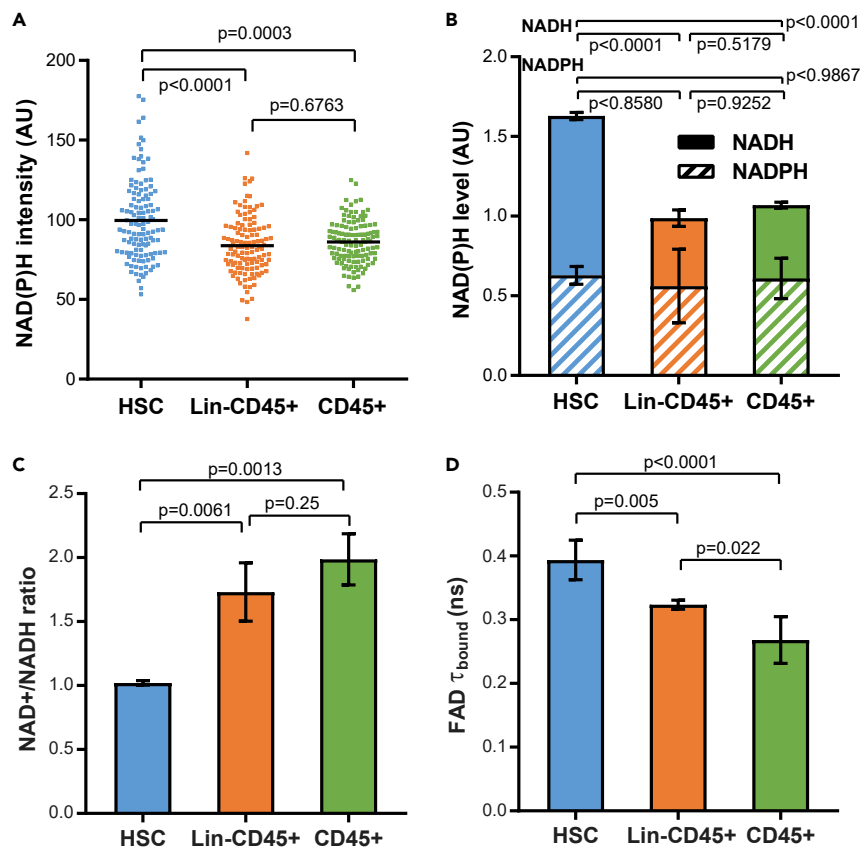 A
p=0.0003
p<0.0001
p=0.6763
200
150
100
50
0
NAD(P)H intensity (AU)
HSC Lin-CD45+ CD45+
B
NADH
p<0.0001
p<0.0001 p=0.5179
NADPH
p<0.9867
p<0.8580 p=0.9252
2.0
1.5
1.0
0.5
0.0
NAD(P)H level (AU)
NADH
NADPH
HSC Lin-CD45+ CD45+
C
p=0.0013
p=0.0061 p=0.25
2.5
2.0
1.5
1.0
0.5
0.0
NAD+/NADH ratio
HSC Lin-CD45+ CD45+
D
p<0.0001
p=0.005
p=0.022
0.5
0.4
0.3
0.2
0.1
0.0
FAD τbound (ns)
HSC Lin-CD45+ CD45+